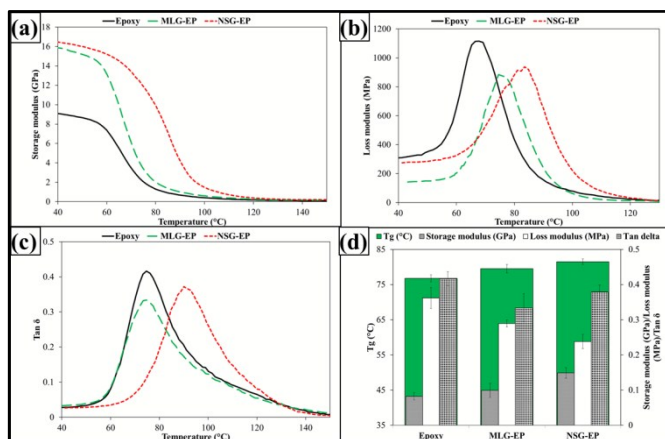 (a)
Epoxy MLG-EP NSG-EP
Storage modulus (GPa)
18
16
14
12
10
8
6
4
2
0
40 60 80 100 120 140
Temperature (°C)
(b)
Epoxy MLG-EP NSG-EP
Loss modulus (MPa)
1200
1000
800
600
400
200
0
40 60 80 100 120
Temperature (°C)
(c)
Temperature (°C)
Epoxy MLG-EP NSG-EP
Tan δ
0.5
0.4
0.3
0.2
0.1
0
40 60 80 100 120 140
(d)
Tg (°C) Storage modulus (GPa) Loss modulus (MPa) Tan delta
Tg (°C)
85
75
65
55
45
35
0.5
0.4
0.3
0.2
0.1
0
Storage modulus (GPa)/Loss modulus
(MPa)/Tan δ
Epoxy MLG-EP NSG-EP